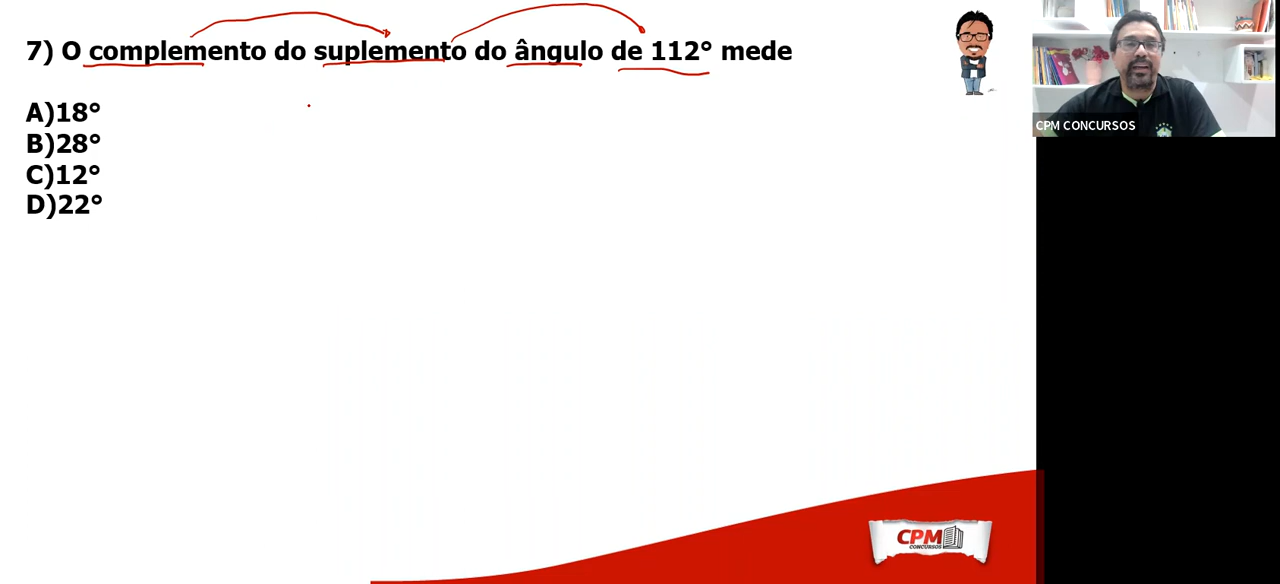 7) O complemento do suplemento do ângulo de 112° mede
A)18°
B)28°
C)12°
D)22°
CPM CONCURSOS
CPM
CONCURSOS